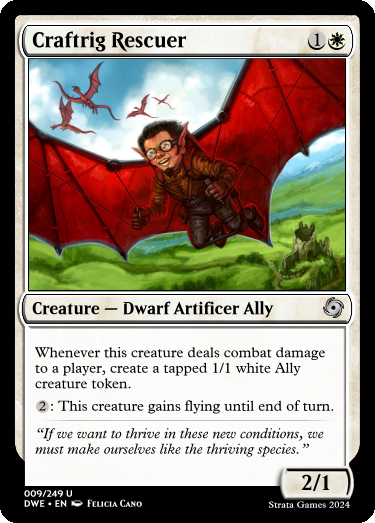 Craftrig Rescuer 1
Creature — Dwarf Artificer Ally
Whenever this creature deals combat damage
to a player, create a tapped 1/1 white Ally
creature token.
2: This creature gains flying until end of turn.
“If we want to thrive in these new conditions, we
must make ourselves like the thriving species.”
2/1
009/249 U
DWE • EN Felicia Cano
Strata Games 2024